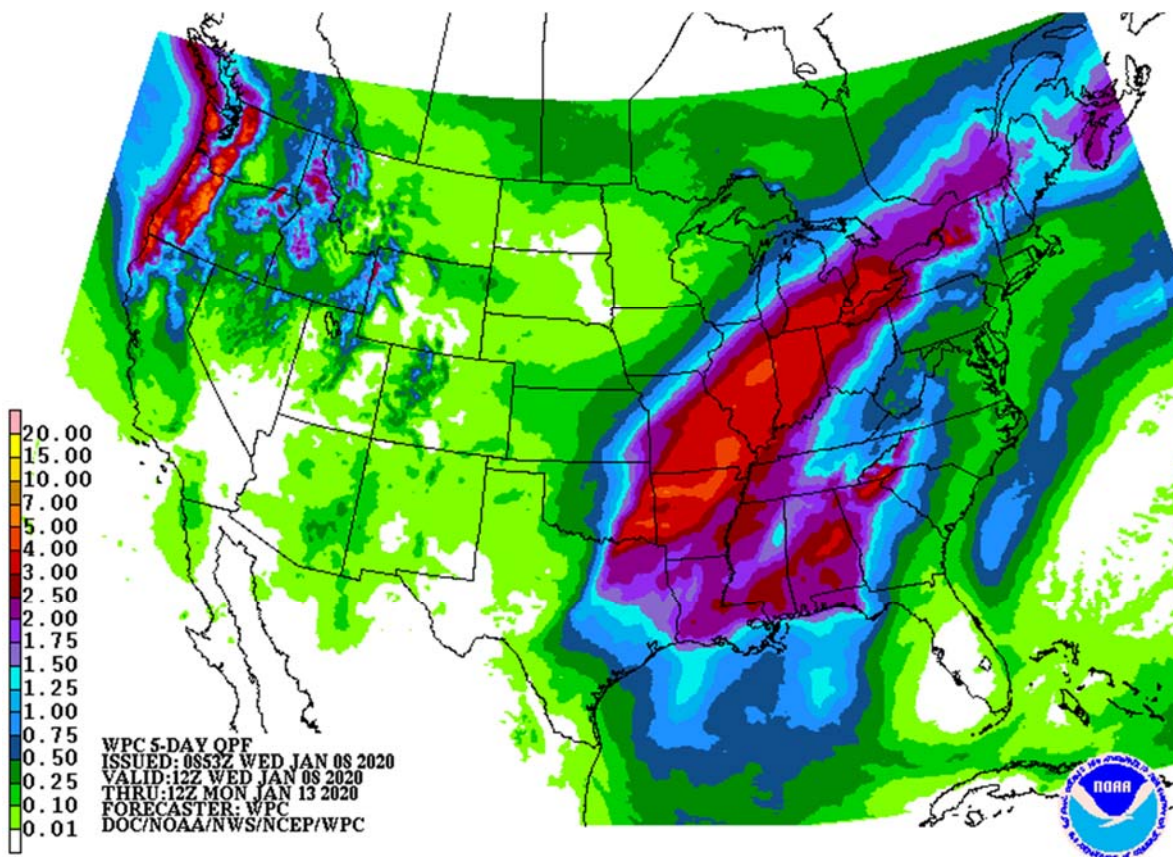 20.00
15.00
10.00
7.00
5.00
4.00
3.00
2.50
2.00
1.75
1.50
1.25
1.00
0.75
0.50
0.25
0.10
0.01
WPC 5-DAY QPF
ISSUED: 0853Z WED JAN 08 2020
VALID:12Z WED JAN 08 2020
THRU:12Z MON JAN 13 2020
FORECASTER: WPC
DOC/NOAA/NWS/NCEP/WPC
NOAA